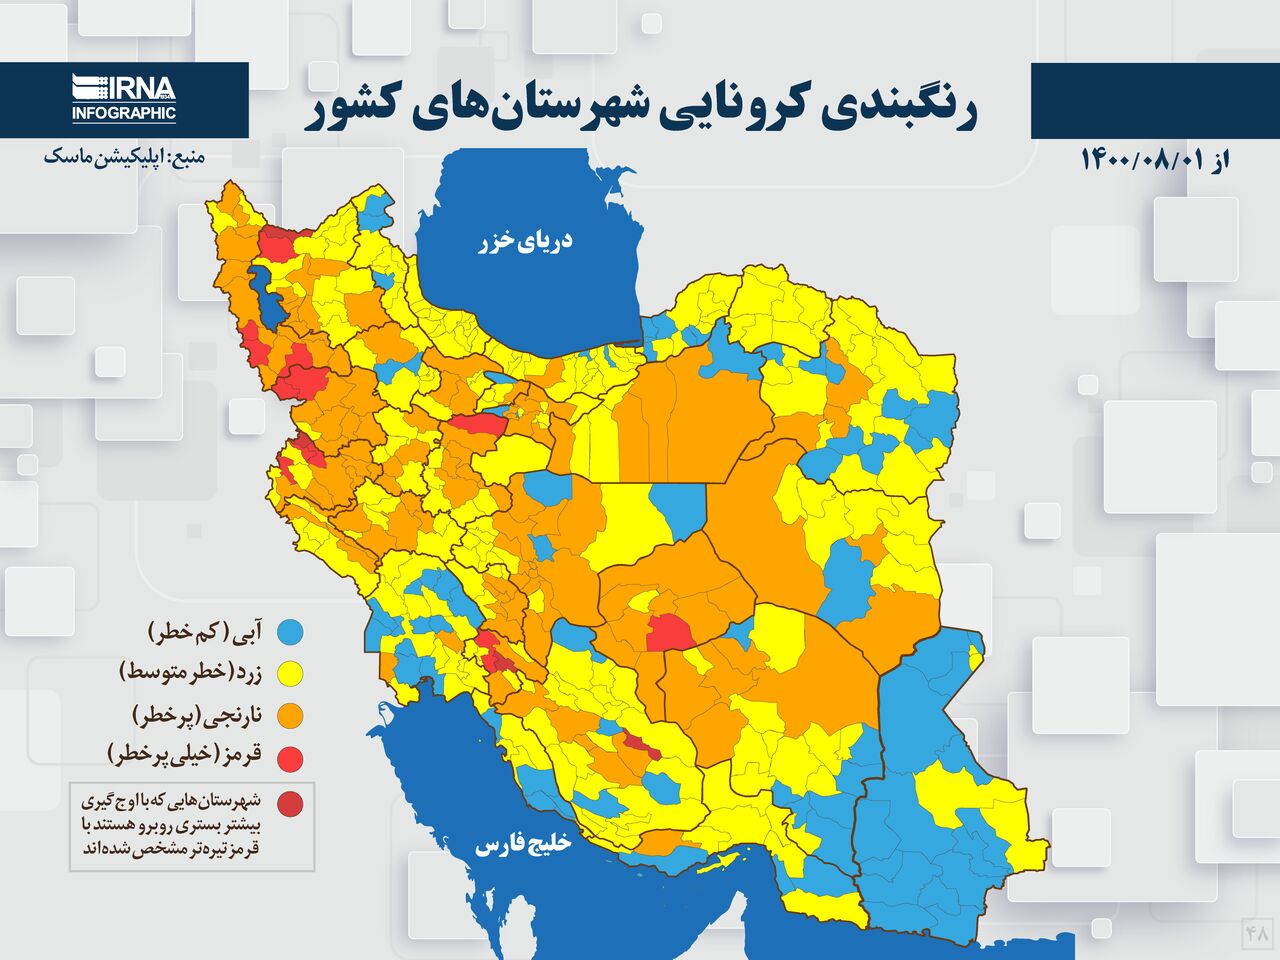 IRNA
INFOGRAPHIC
رنگبندی کرونایی شهرستان‌های کشور
از ۱۴۰۰/۰۸/۰۱
منبع: اپلیکیشن ماسک
دریای خزر
آبی (کم خطر)
زرد (خطر متوسط)
نارنجی (پرخطر)
قرمز (خیلی پرخطر)
شهرستان‌هایی که با اوج گیری
بیشتر بستری روبرو هستند با
قرمز تیره‌تر مشخص شده‌اند
خلیج فارس
۴۸